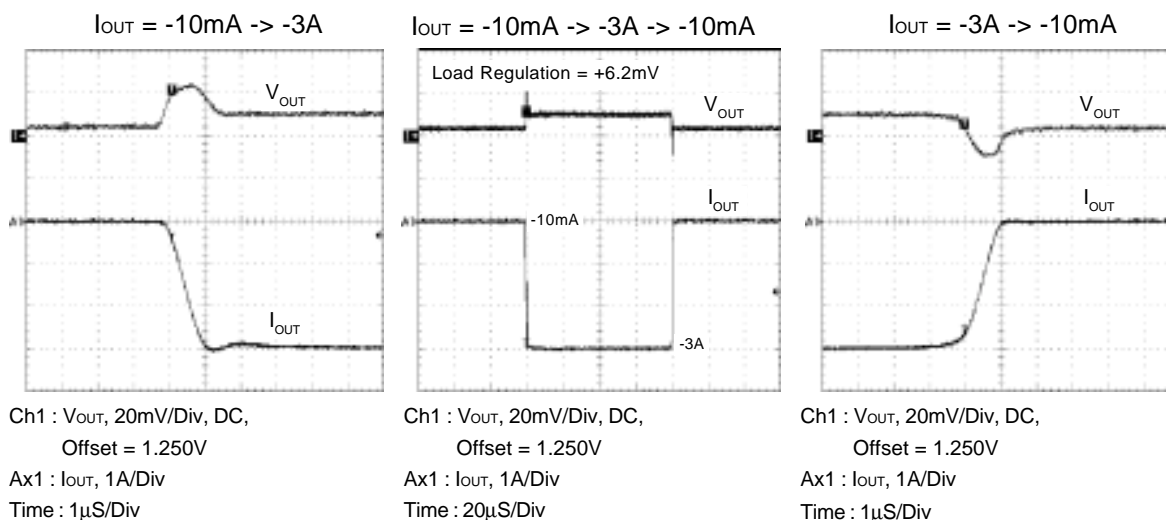 IOUT = -10mA -> -3A
VOUT
IOUT
Ch1 : VOUT, 20mV/Div, DC,
Offset = 1.250V
Ax1 : IOUT, 1A/Div
Time : 1μS/Div
IOUT = -10mA -> -3A -> -10mA
Load Regulation = +6.2mV
VOUT
IOUT
-10mA
-3A
Ch1 : VOUT, 20mV/Div, DC,
Offset = 1.250V
Ax1 : IOUT, 1A/Div
Time : 20μS/Div
IOUT = -3A -> -10mA
VOUT
IOUT
Ch1 : VOUT, 20mV/Div, DC,
Offset = 1.250V
Ax1 : IOUT, 1A/Div
Time : 1μS/Div